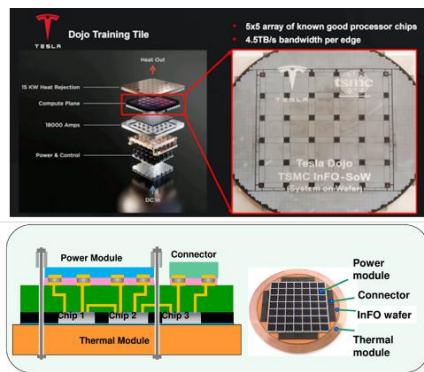 TESLA
Dojo Training Tile
Heat Out
15 KW Heat Rejection
Compute Plane
18000 Amps
Power & Control
DC In
• 5x5 array of known good processor chips
• 4.5TB/s bandwidth per edge
TESLA
tsmc
Tesla Dojo
TSMC InFO-SoW
(System on Wafer)
Power Module
Connector
Chip 1
Chip 2
Chip 3
Thermal Module
Power
module
Connector
InFO wafer
Thermal
module